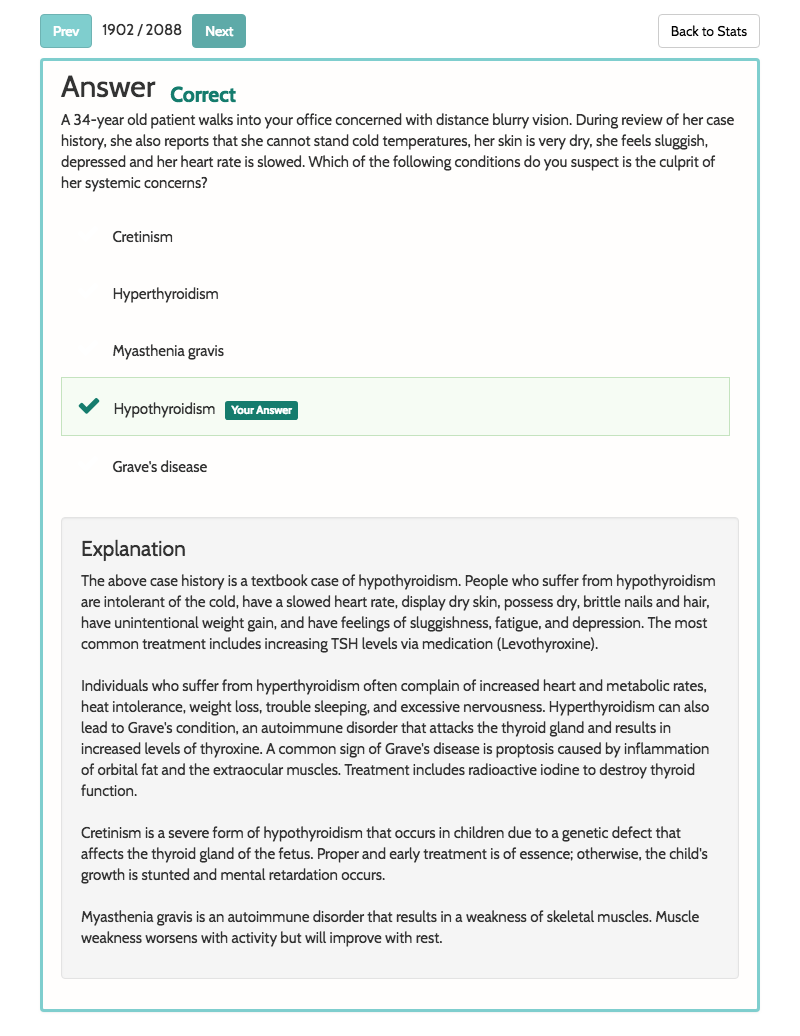 Prev 1902 / 2088 Next Back to Stats
Answer Correct
A 34-year old patient walks into your office concerned with distance blurry vision. During review of her case
history, she also reports that she cannot stand cold temperatures, her skin is very dry, she feels sluggish,
depressed and her heart rate is slowed. Which of the following conditions do you suspect is the culprit of
her systemic concerns?
Cretinism
Hyperthyroidism
Myasthenia gravis
Hypothyroidism Your Answer
Grave's disease
Explanation
The above case history is a textbook case of hypothyroidism. People who suffer from hypothyroidism
are intolerant of the cold, have a slowed heart rate, display dry skin, possess dry, brittle nails and hair,
have unintentional weight gain, and have feelings of sluggishness, fatigue, and depression. The most
common treatment includes increasing TSH levels via medication (Levothyroxine).
Individuals who suffer from hyperthyroidism often complain of increased heart and metabolic rates,
heat intolerance, weight loss, trouble sleeping, and excessive nervousness. Hyperthyroidism can also
lead to Grave's condition, an autoimmune disorder that attacks the thyroid gland and results in
increased levels of thyroxine. A common sign of Grave's disease is proptosis caused by inflammation
of orbital fat and the extraocular muscles. Treatment includes radioactive iodine to destroy thyroid
function.
Cretinism is a severe form of hypothyroidism that occurs in children due to a genetic defect that
affects the thyroid gland of the fetus. Proper and early treatment is of essence; otherwise, the child's
growth is stunted and mental retardation occurs.
Myasthenia gravis is an autoimmune disorder that results in a weakness of skeletal muscles. Muscle
weakness worsens with activity but will improve with rest.